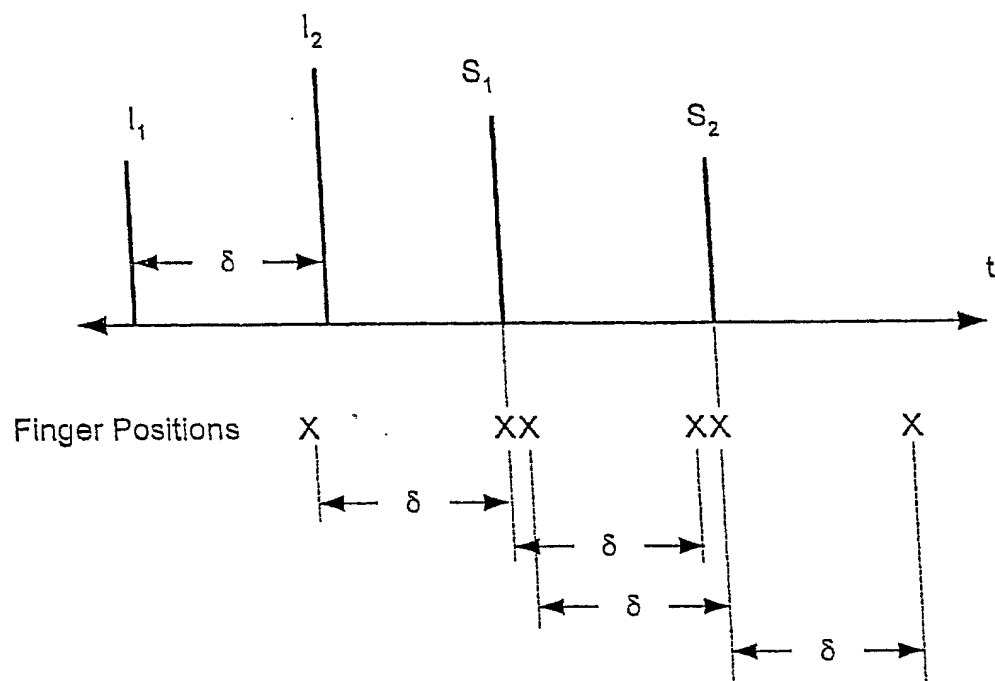 I₂
S₁
I₁
S₂
δ
t
Finger Positions X XX XX X
δ
δ
δ
δ